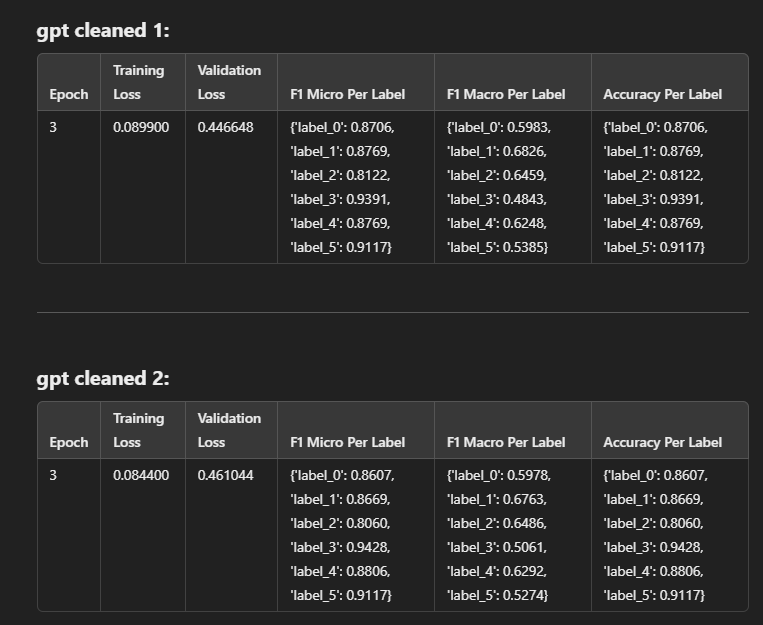 gpt cleaned 1:
Training Validation
Epoch Loss Loss F1 Micro Per Label F1 Macro Per Label Accuracy Per Label
3 0.089900 0.446648 {'label_0': 0.8706, {'label_0': 0.5983, {'label_0': 0.8706,
'label_1': 0.8769, 'label_1': 0.6826, 'label_1': 0.8769,
'label_2': 0.8122, 'label_2': 0.6459, 'label_2': 0.8122,
'label_3': 0.9391, 'label_3': 0.4843, 'label_3': 0.9391,
'label_4': 0.8769, 'label_4': 0.6248, 'label_4': 0.8769,
'label_5': 0.9117} 'label_5': 0.5385} 'label_5': 0.9117}
gpt cleaned 2:
Training Validation
Epoch Loss Loss F1 Micro Per Label F1 Macro Per Label Accuracy Per Label
3 0.084400 0.461044 {'label_0': 0.8607, {'label_0': 0.5978, {'label_0': 0.8607,
'label_1': 0.8669, 'label_1': 0.6763, 'label_1': 0.8669,
'label_2': 0.8060, 'label_2': 0.6486, 'label_2': 0.8060,
'label_3': 0.9428, 'label_3': 0.5061, 'label_3': 0.9428,
'label_4': 0.8806, 'label_4': 0.6292, 'label_4': 0.8806,
'label_5': 0.9117} 'label_5': 0.5274} 'label_5': 0.9117}